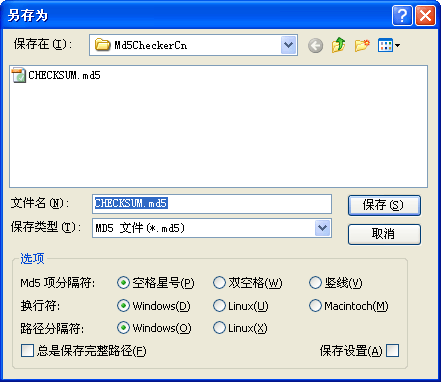 另存为
保存在(I): Md5CheckerCn
CHECKSUM.md5
文件名(N): CHECKSUM.md5 保存(S)
保存类型(T): MD5 文件(*.md5) 取消
选项
Md5 项分隔符: 空格星号(P) 双空格(W) 竖线(V)
换行符: Windows(D) Linux(U) Macintoch(M)
路径分隔符: Windows(O) Linux(X)
总是保存完整路径(F) 保存设置(A)